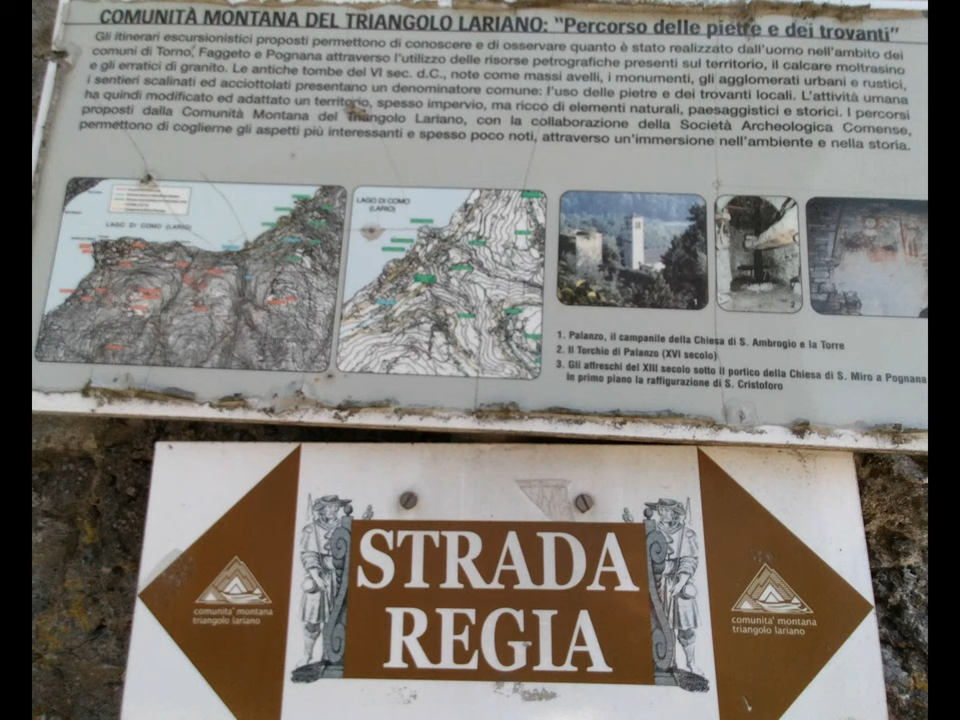 COMUNITÀ MONTANA DEL TRIANGOLO LARIANO: "Percorso delle pietre e dei trovanti"
Gli itinerari escursionistici proposti permettono di conoscere e di osservare quanto è stato realizzato dall'uomo nell'ambito dei
comuni di Torno, Faggeto e Pognana attraverso l'utilizzo delle risorse petrografiche presenti sul territorio, il calcare moltrasino
e gli erratici di granito. Le antiche tombe del VI sec. d.C., note come massi avelli, i monumenti, gli agglomerati urbani e rustici,
i sentieri scalinati ed acciottolati presentano un denominatore comune: l'uso delle pietre e dei trovanti locali. L'attività umana
ha quindi modificato ed adattato un territorio, spesso impervio, ma ricco di elementi naturali, paesaggistici e storici. I percorsi
proposti dalla Comunità Montana del Triangolo Lariano, con la collaborazione della Società Archeologica Comense,
permettono di coglierne gli aspetti più interessanti e spesso poco noti, attraverso un'immersione nell'ambiente e nella storia.
LAGO DI COMO (LARIO)
LAGO DI COMO
(LARIO)
1
1. Palanzo, il campanile della Chiesa di S. Ambrogio e la Torre
2. Il Torchio di Palanzo (XVI secolo)
3. Gli affreschi del XIII secolo sotto il portico della Chiesa di S. Miro a Pognana
in primo piano la raffigurazione di S. Cristoforo
STRADA
REGIA
comunita' montana
triangolo lariano
comunita' montana
triangolo lariano